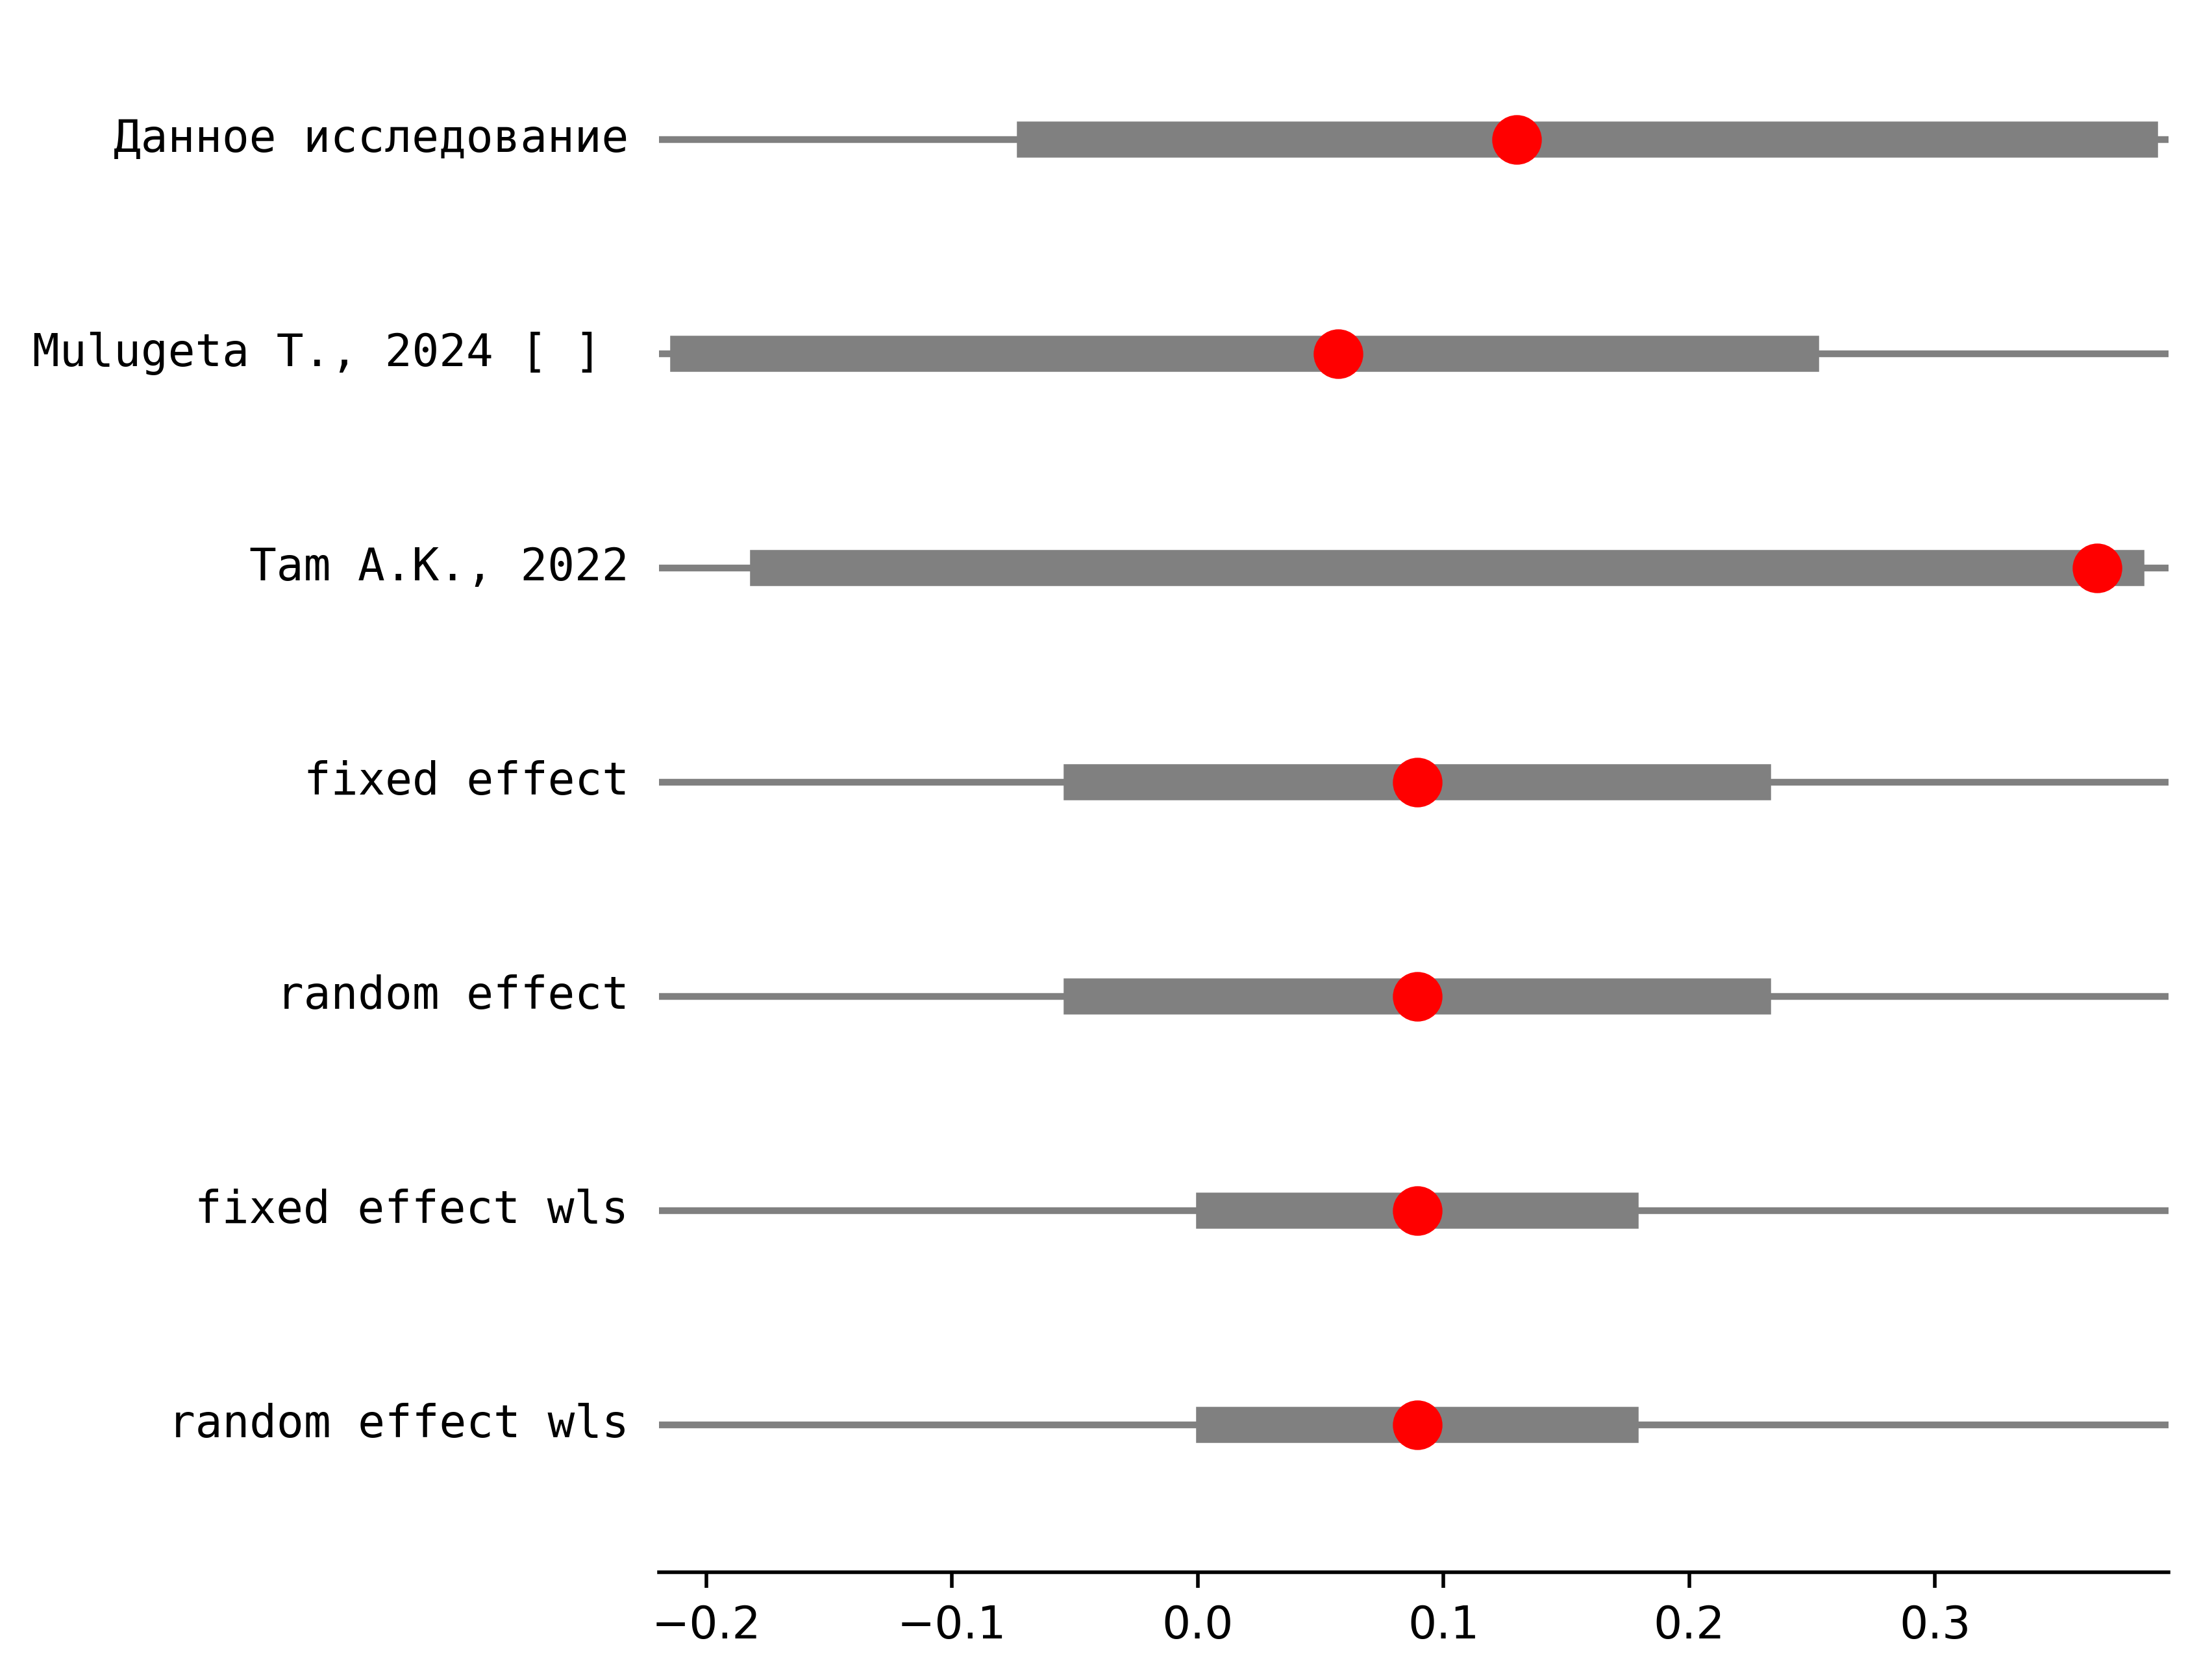 Данное исследование
Mulugeta T., 2024 [ ]
Tam A.K., 2022
fixed effect
random effect
fixed effect wls
random effect wls
−0.2 −0.1 0.0 0.1 0.2 0.3